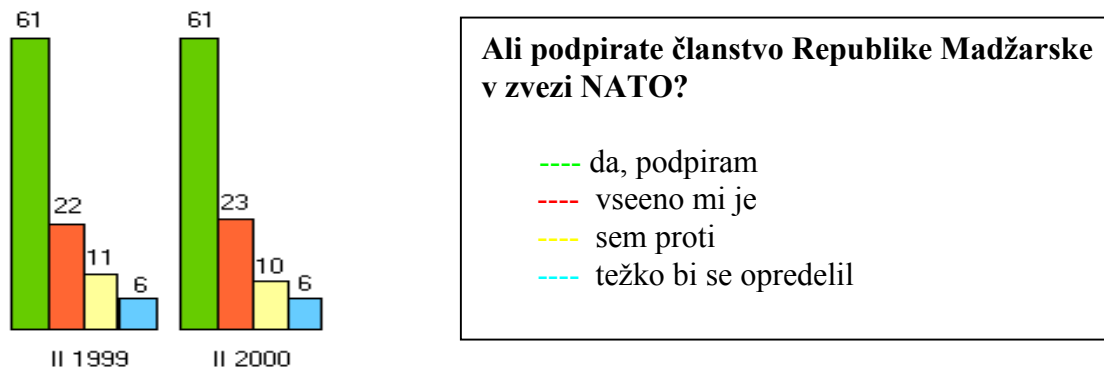 61
22
11
6
II 1999
61
23
10
6
II 2000
Ali podpirate članstvo Republike Madžarske
v zvezi NATO?
---- da, podpiram
---- vseeno mi je
---- sem proti
---- težko bi se opredelil